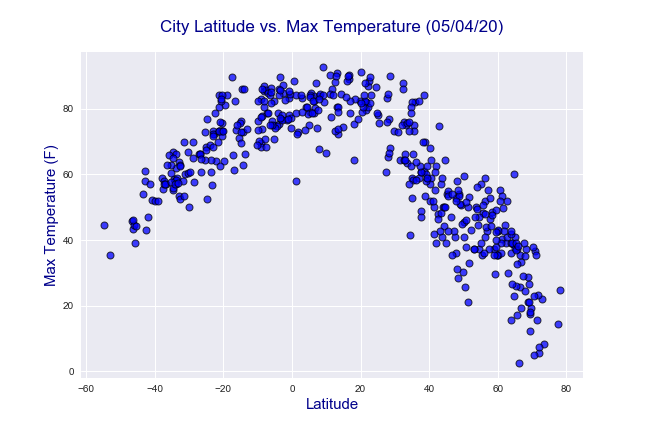 City Latitude vs. Max Temperature (05/04/20)
Max Temperature (F)
80
60
40
20
0
−60 −40 −20 0 20 40 60 80
Latitude